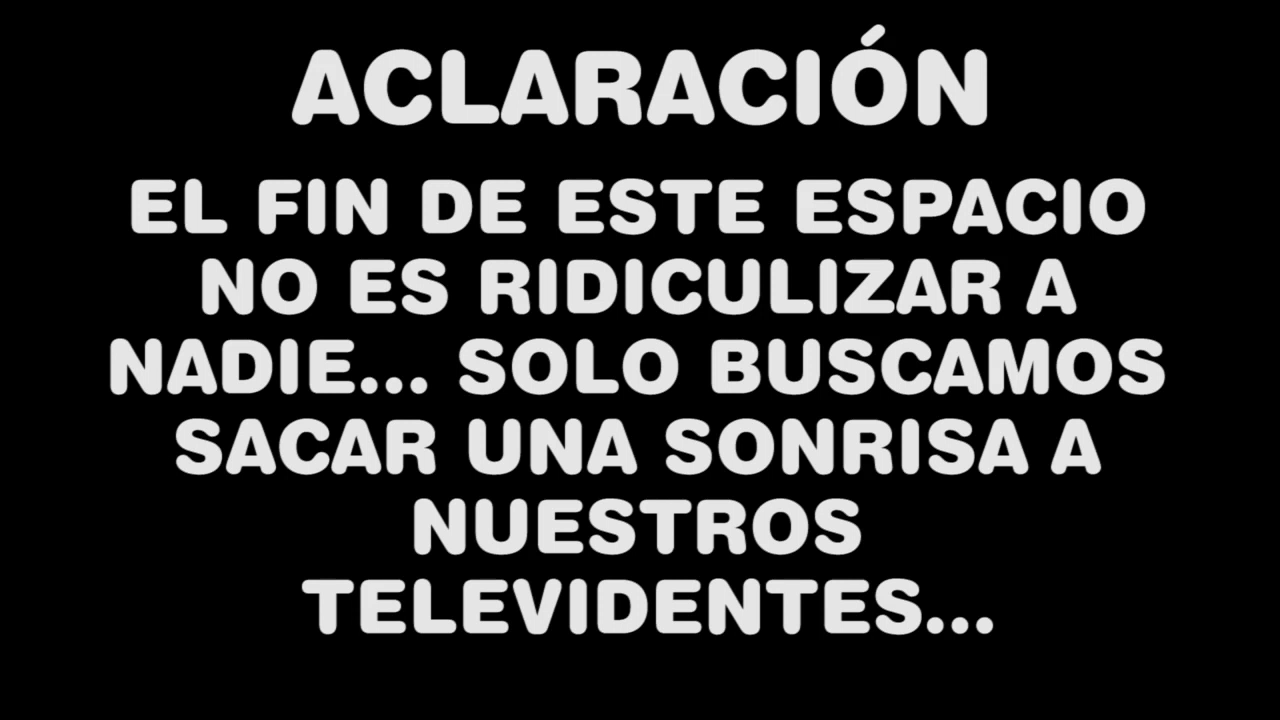 ACLARACIÓN
EL FIN DE ESTE ESPACIO
NO ES RIDICULIZAR A
NADIE... SOLO BUSCAMOS
SACAR UNA SONRISA A
NUESTROS
TELEVIDENTES...